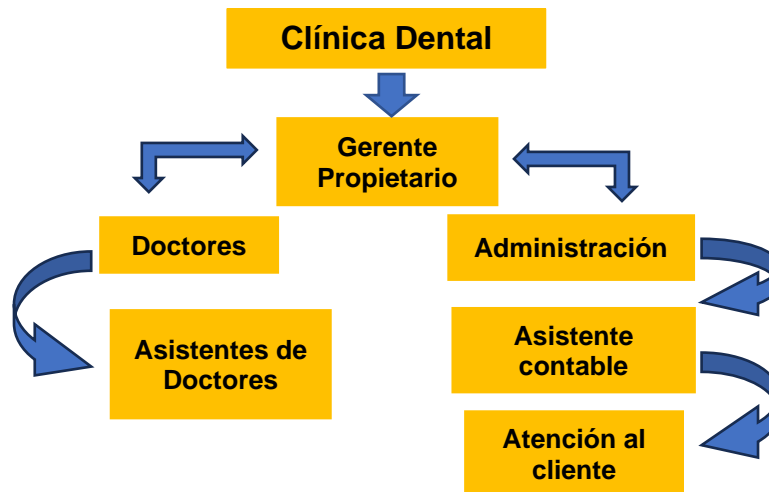 Clínica Dental
Gerente
Propietario
Doctores
Administración
Asistentes de
Doctores
Asistente
contable
Atención al
cliente